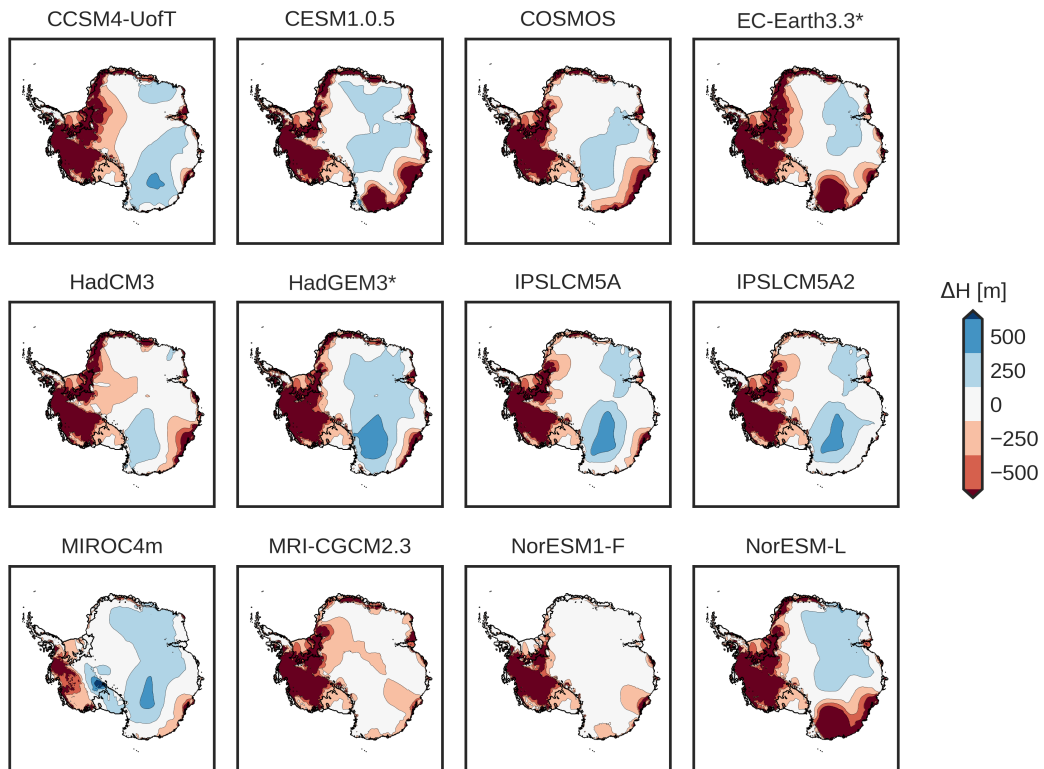 CCSM4-UofT CESM1.0.5 COSMOS EC-Earth3.3*
HadCM3 HadGEM3* IPSLCM5A IPSLCM5A2
ΔH [m]
500
250
0
−250
−500
MIROC4m MRI-CGCM2.3 NorESM1-F NorESM-L